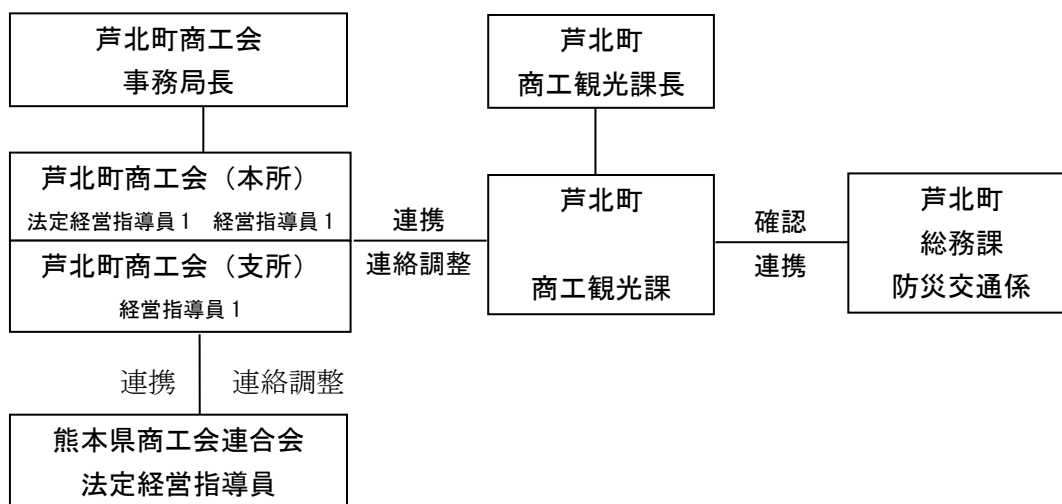 芦北町商工会
事務局長
芦北町
商工観光課長
芦北町商工会（本所）
法定経営指導員１　経営指導員１
芦北町商工会（支所）
経営指導員１
連携
連絡調整
芦北町
商工観光課
確認
連携
芦北町
総務課
防災交通係
連携　連絡調整
熊本県商工会連合会
法定経営指導員